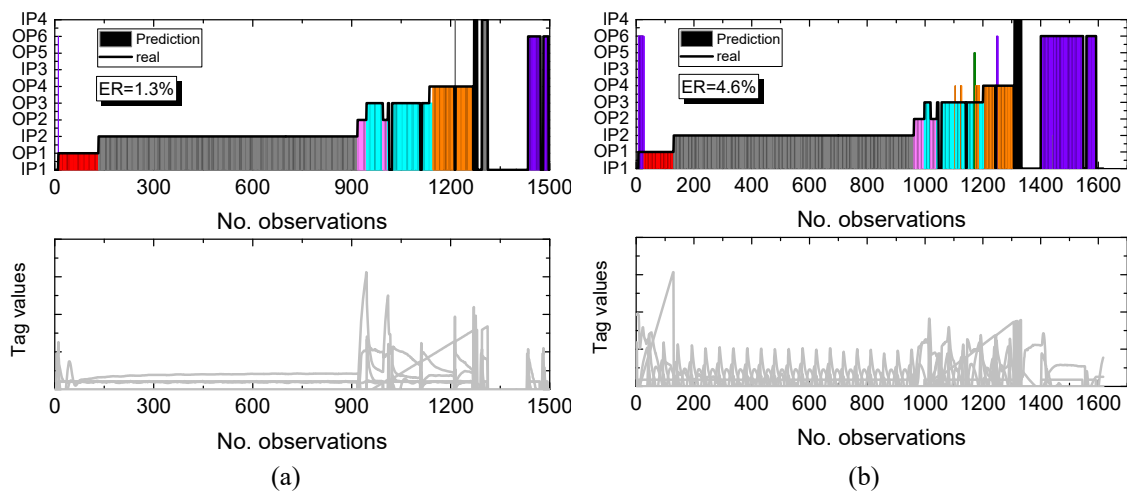 IP4
OP6
OP5
IP3
OP4
OP3
OP2
IP2
OP1
IP1
Prediction
real
ER=1.3%
0 300 600 900 1200 1500
No. observations
Tag values
0 300 600 900 1200 1500
No. observations
(a)
IP4
OP6
OP5
IP3
OP4
OP3
OP2
IP2
OP1
IP1
Prediction
real
ER=4.6%
0 200 400 600 800 1000 1200 1400 1600
No. observations
Tag values
0 200 400 600 800 1000 1200 1400 1600
No. observations
(b)